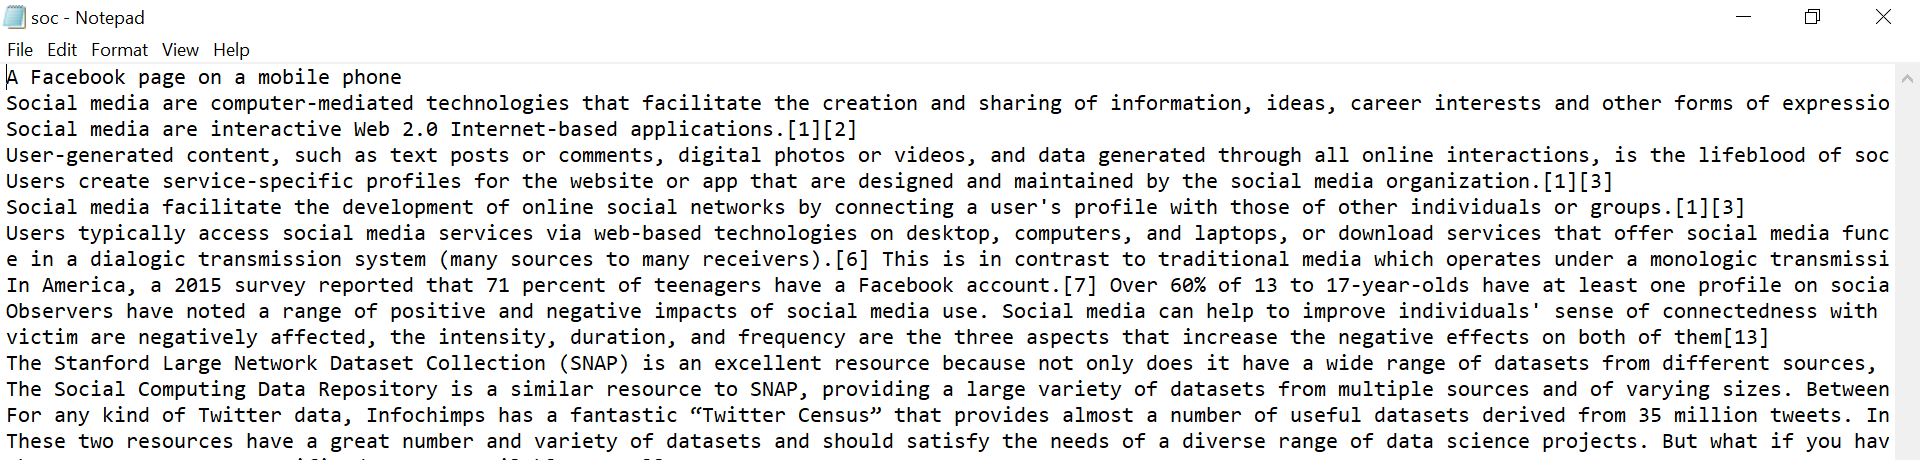 soc - Notepad
File Edit Format View Help
A Facebook page on a mobile phone
Social media are computer-mediated technologies that facilitate the creation and sharing of information, ideas, career interests and other forms of expressio
Social media are interactive Web 2.0 Internet-based applications.[1][2]
User-generated content, such as text posts or comments, digital photos or videos, and data generated through all online interactions, is the lifeblood of soc
Users create service-specific profiles for the website or app that are designed and maintained by the social media organization.[1][3]
Social media facilitate the development of online social networks by connecting a user's profile with those of other individuals or groups.[1][3]
Users typically access social media services via web-based technologies on desktop, computers, and laptops, or download services that offer social media func
e in a dialogic transmission system (many sources to many receivers).[6] This is in contrast to traditional media which operates under a monologic transmissi
In America, a 2015 survey reported that 71 percent of teenagers have a Facebook account.[7] Over 60% of 13 to 17-year-olds have at least one profile on socia
Observers have noted a range of positive and negative impacts of social media use. Social media can help to improve individuals' sense of connectedness with
victim are negatively affected, the intensity, duration, and frequency are the three aspects that increase the negative effects on both of them[13]
The Stanford Large Network Dataset Collection (SNAP) is an excellent resource because not only does it have a wide range of datasets from different sources,
The Social Computing Data Repository is a similar resource to SNAP, providing a large variety of datasets from multiple sources and of varying sizes. Between
For any kind of Twitter data, Infochimps has a fantastic “Twitter Census” that provides almost a number of useful datasets derived from 35 million tweets. In
These two resources have a great number and variety of datasets and should satisfy the needs of a diverse range of data science projects. But what if you hav